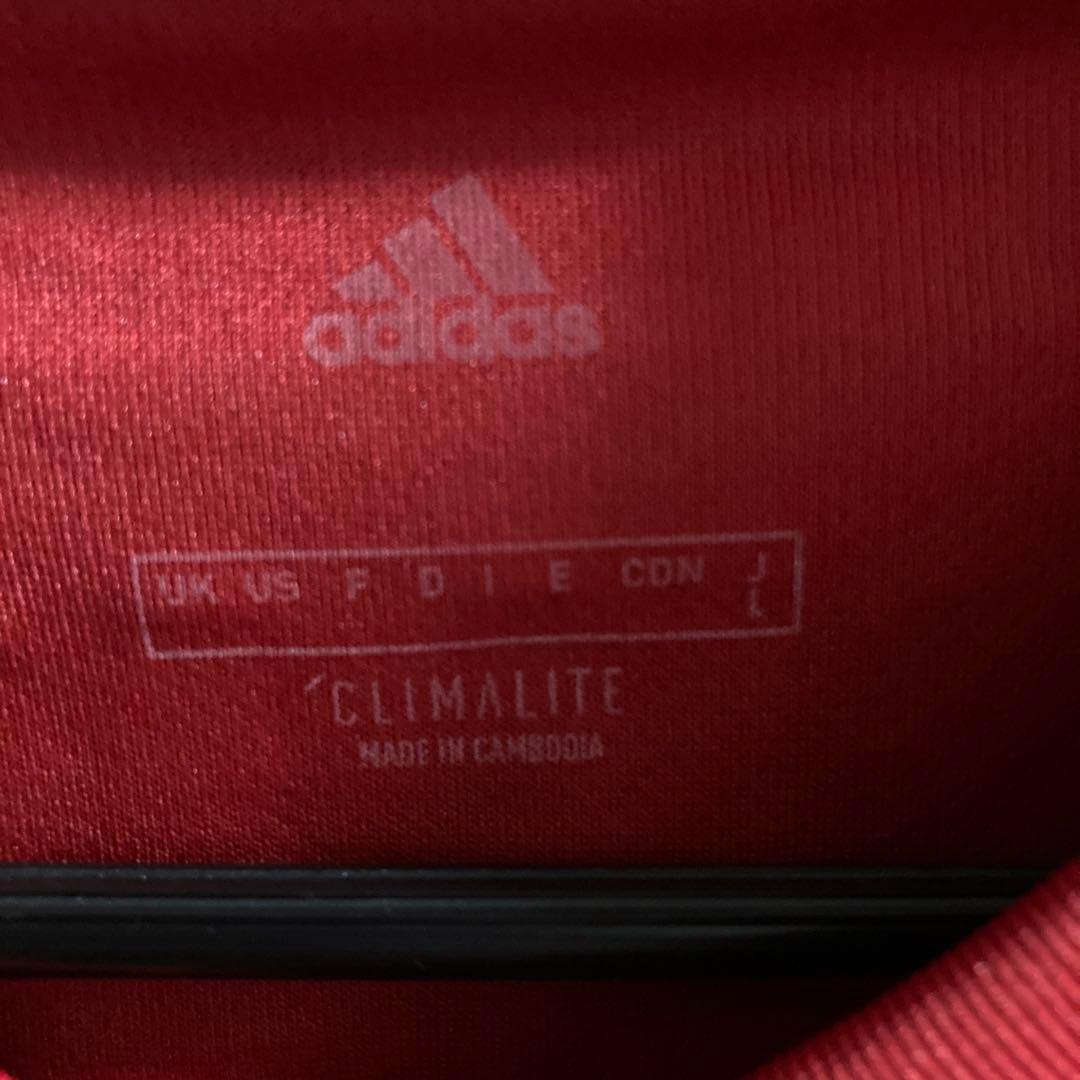 adidas
UK US F D I E CDN J
L
CLIMALITE
MADE IN CAMBODIA